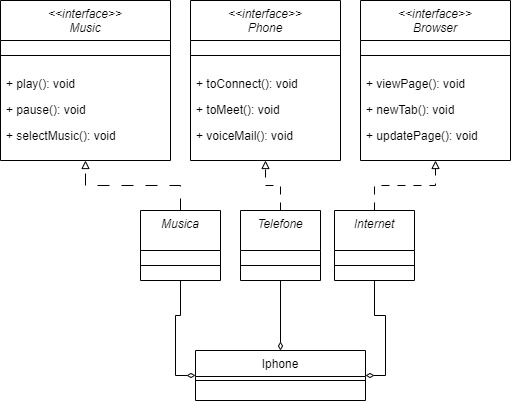 <<interface>>
Music
+ play(): void
+ pause(): void
+ selectMusic(): void
<<interface>>
Phone
+ toConnect(): void
+ toMeet(): void
+ voiceMail(): void
<<interface>>
Browser
+ viewPage(): void
+ newTab(): void
+ updatePage(): void
Musica
Telefone
Internet
Iphone